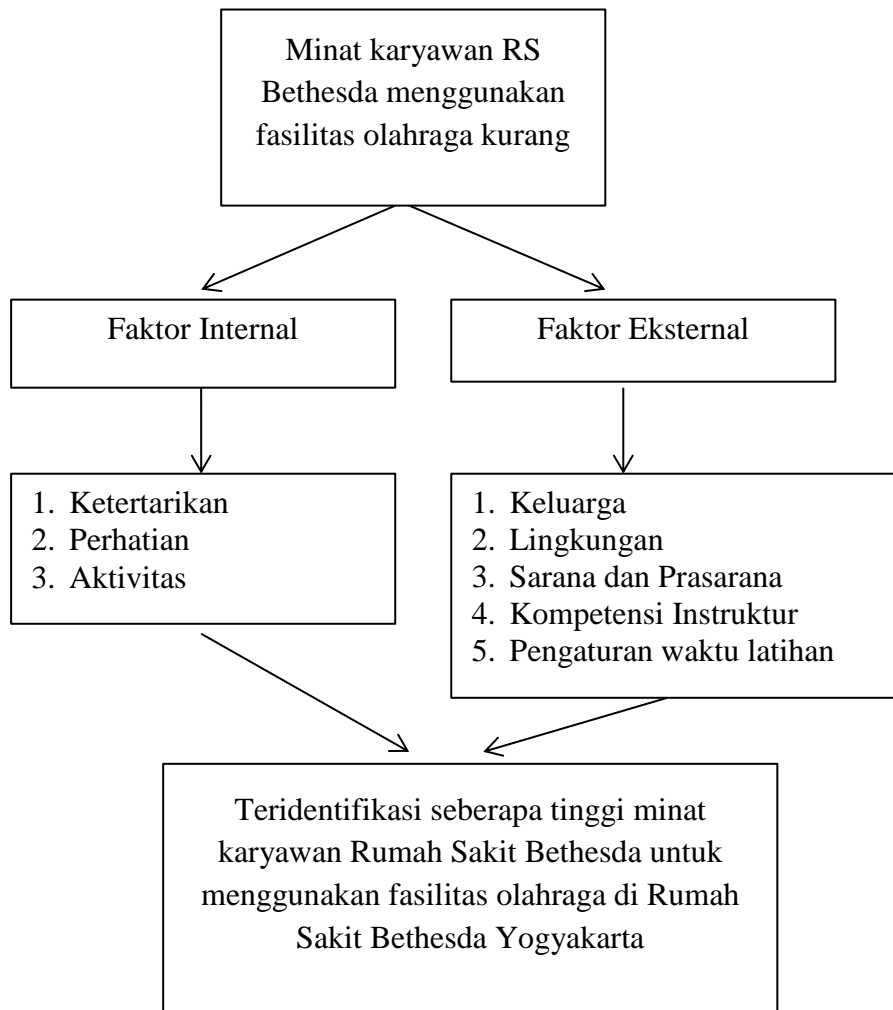 Minat karyawan RS
Bethesda menggunakan
fasilitas olahraga kurang
Faktor Internal
Faktor Eksternal
1. Ketertarikan
2. Perhatian
3. Aktivitas
1. Keluarga
2. Lingkungan
3. Sarana dan Prasarana
4. Kompetensi Instruktur
5. Pengaturan waktu latihan
Teridentifikasi seberapa tinggi minat
karyawan Rumah Sakit Bethesda untuk
menggunakan fasilitas olahraga di Rumah
Sakit Bethesda Yogyakarta